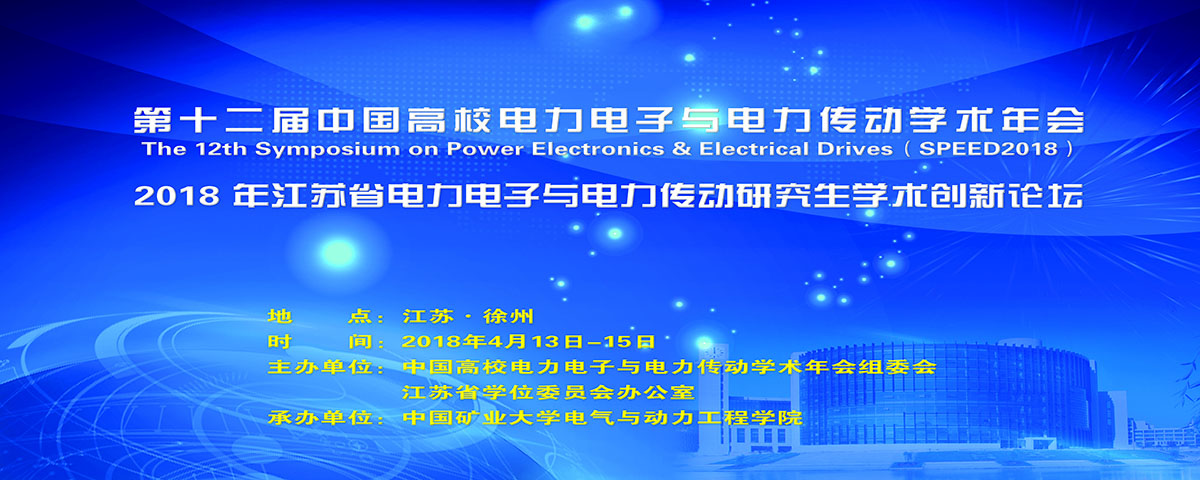 第十二届中国高校电力电子与电力传动学术年会
The 12th Symposium on Power Electronics & Electrical Drives（SPEED2018）
2018 年江苏省电力电子与电力传动研究生学术创新论坛
地　　点：江苏·徐州
时　　间：2018年4月13日-15日
主办单位：中国高校电力电子与电力传动学术年会组委会
江苏省学位委员会办公室
承办单位：中国矿业大学电气与动力工程学院